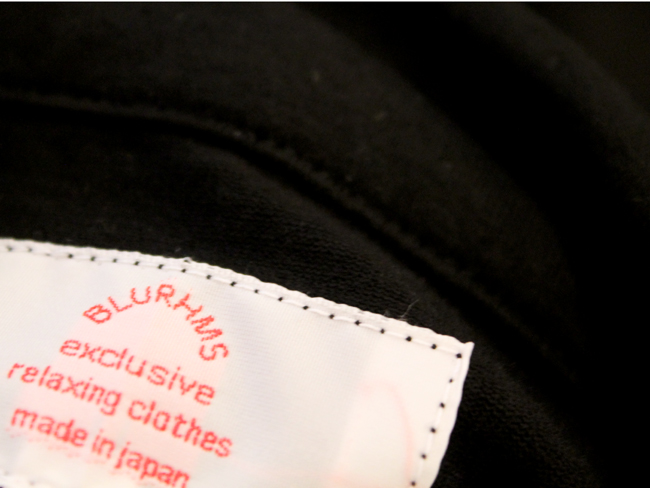 BLURHMS
exclusive
relaxing clothes
made in japan